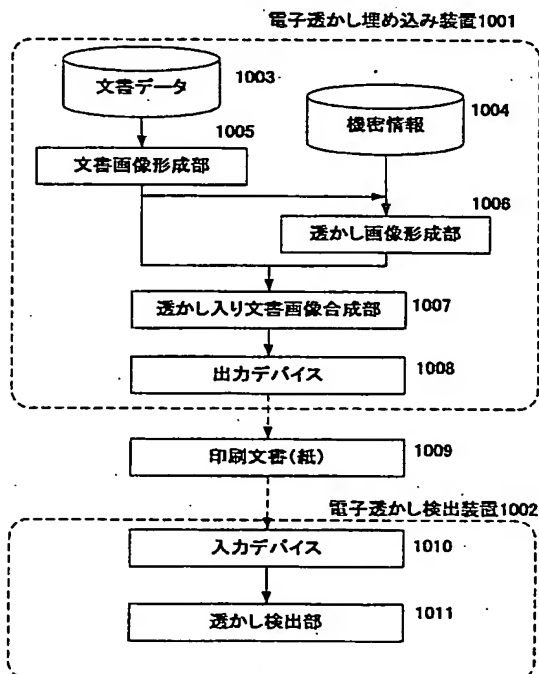 電子透かし埋め込み装置1001
文書データ
1003
機密情報
1004
1005
文書画像形成部
1006
透かし画像形成部
透かし入り文書画像合成部
1007
出力デバイス
1008
印刷文書(紙)
1009
電子透かし検出装置1002
入力デバイス
1010
透かし検出部
1011